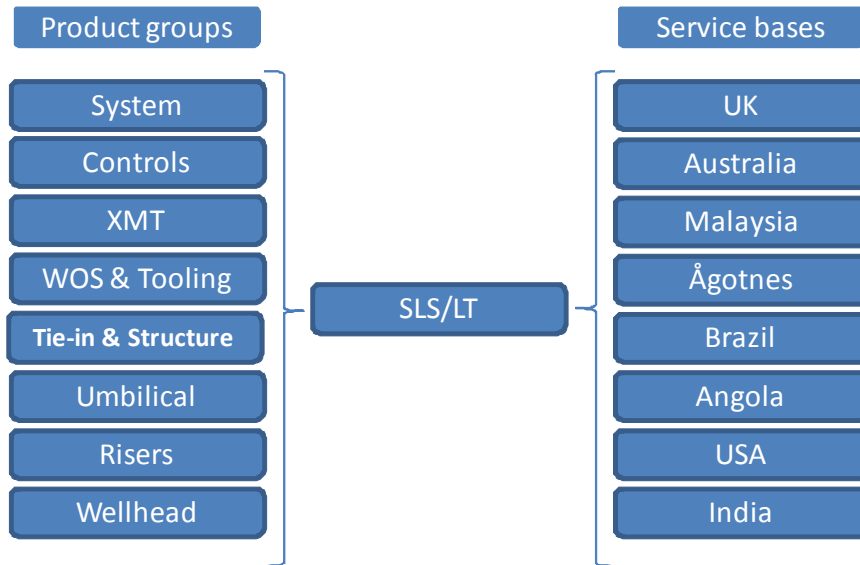 Product groups
System
Controls
XMT
WOS & Tooling
Tie-in & Structure
Umbilical
Risers
Wellhead
SLS/LT
Service bases
UK
Australia
Malaysia
Ågotnes
Brazil
Angola
USA
India